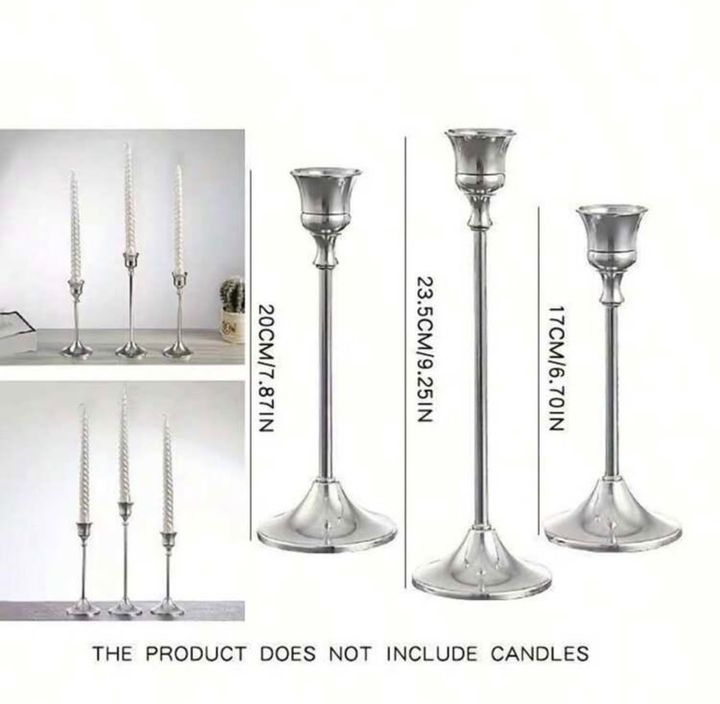 20CM/7.87IN
23.5CM/9.25IN
17CM/6.70IN
THE PRODUCT DOES NOT INCLUDE CANDLES